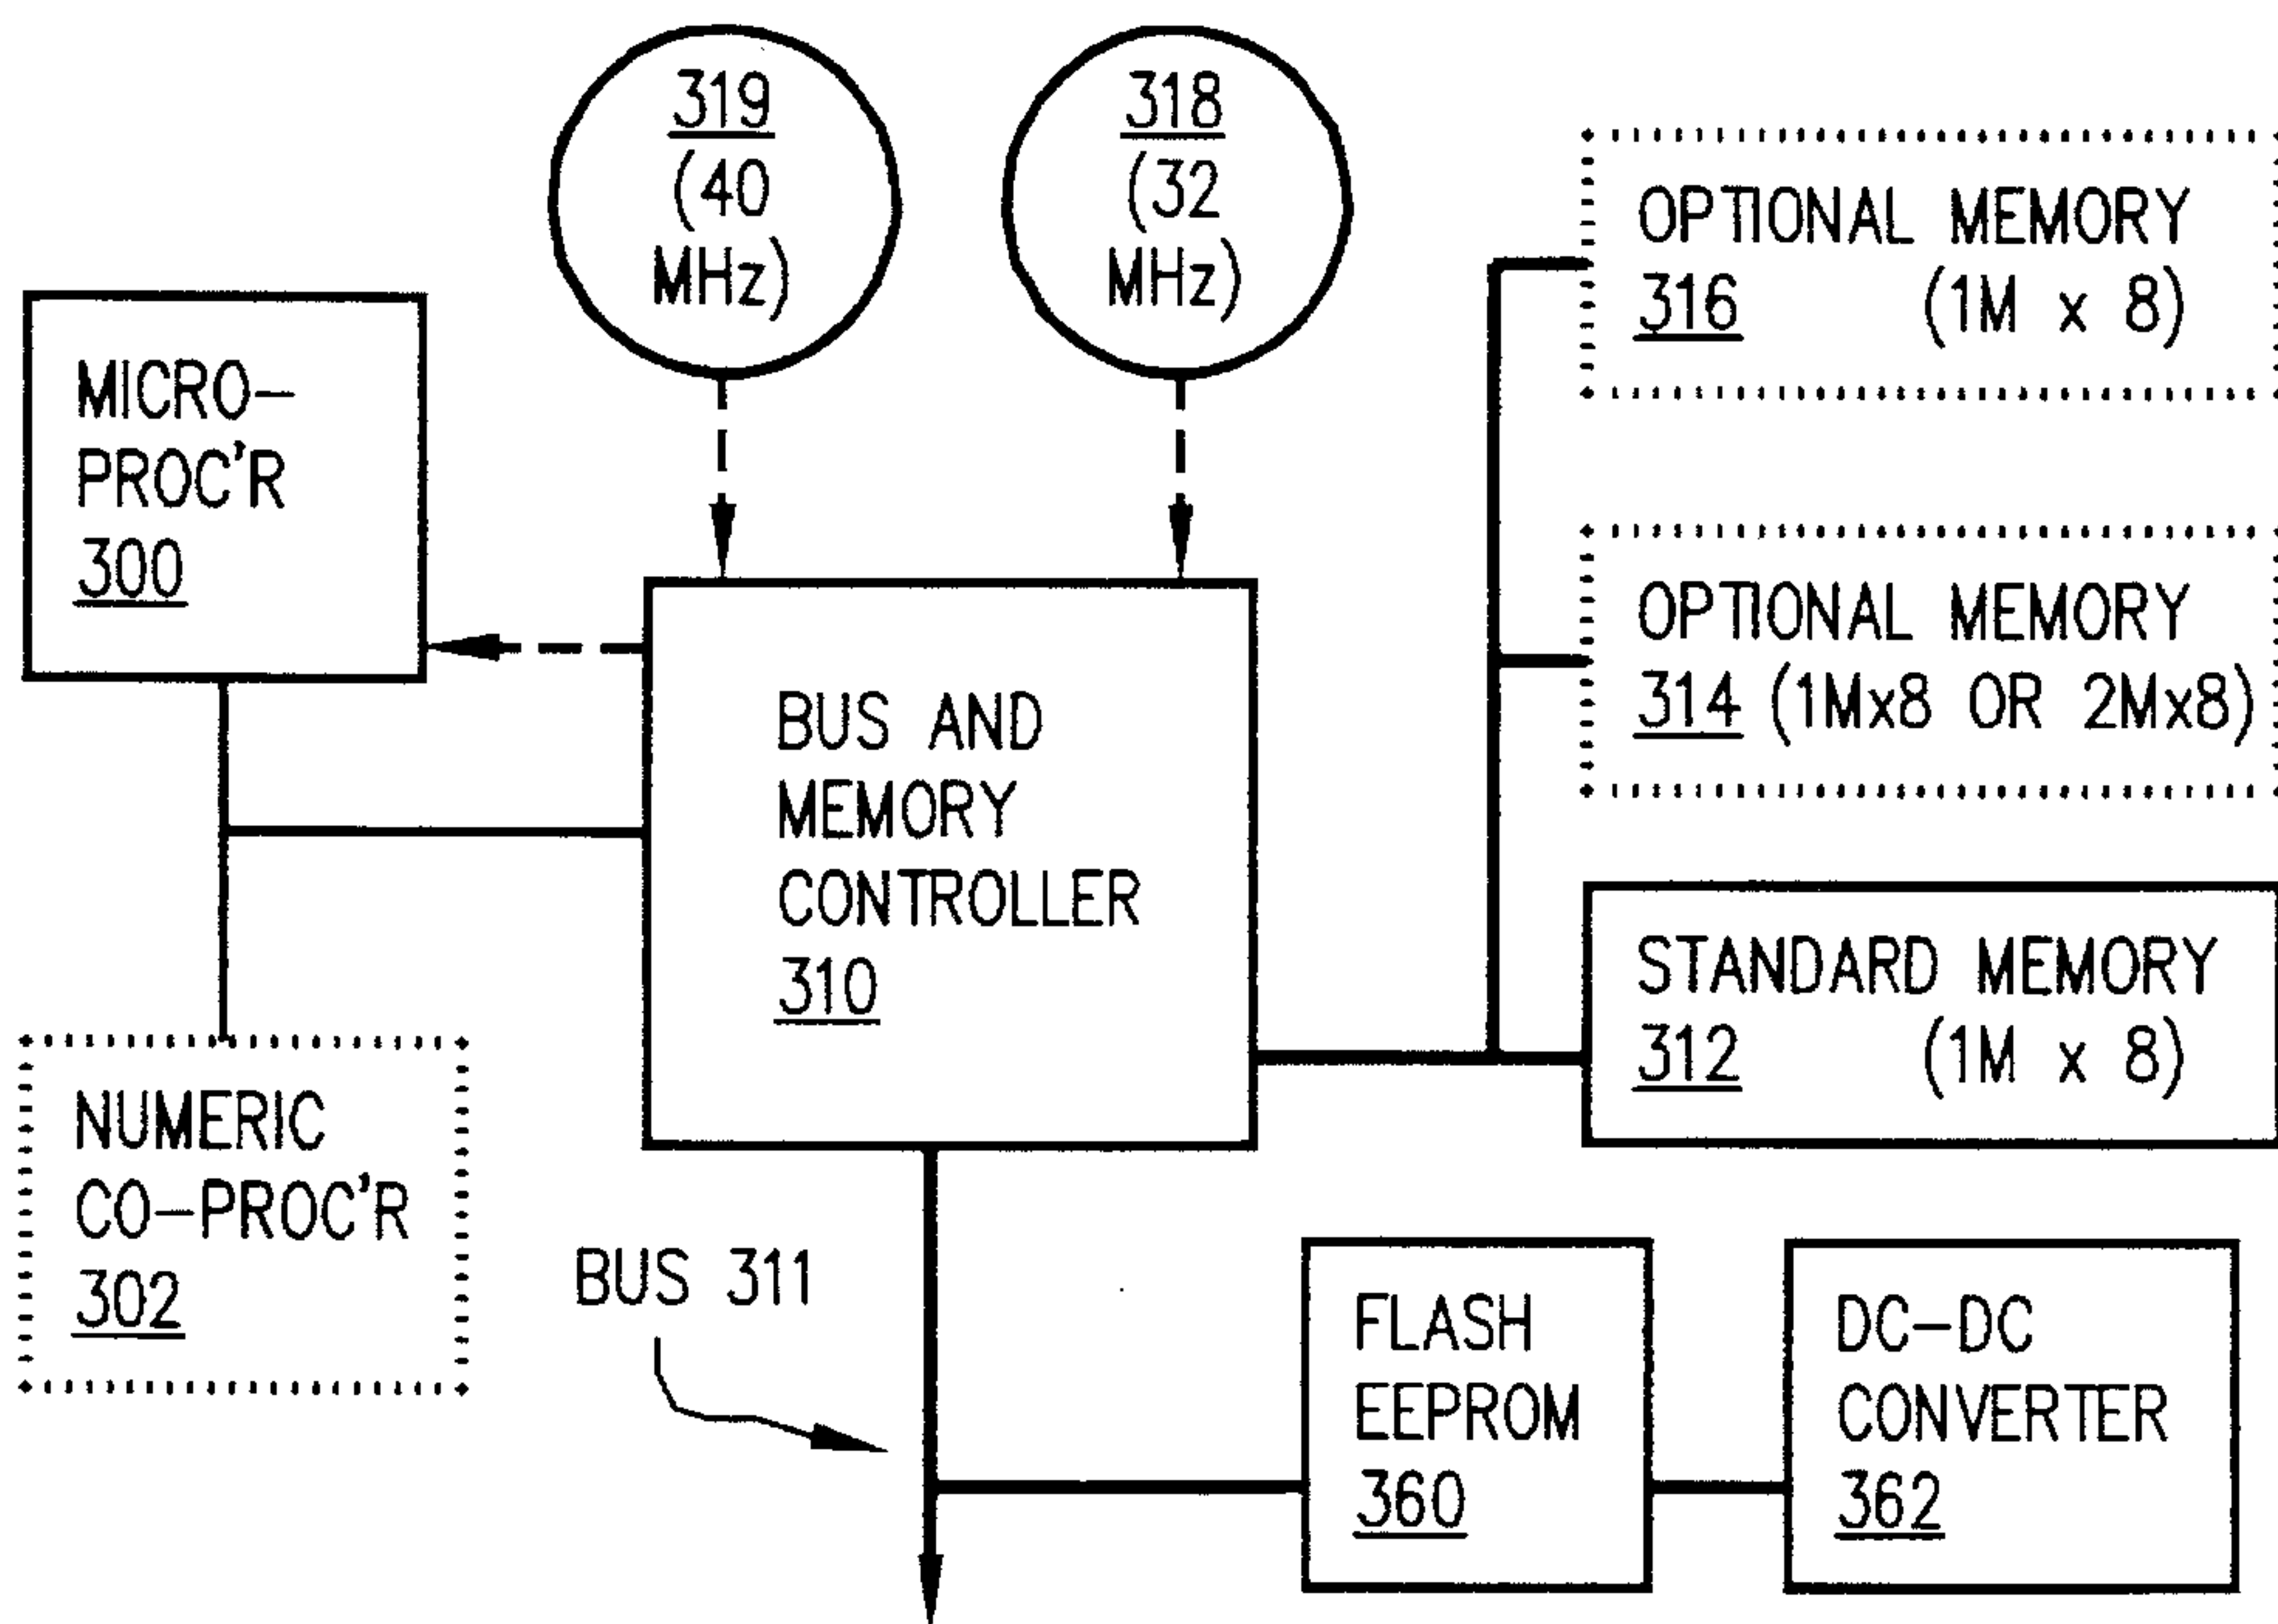 319
(40
MHz)
318
(32
MHz)
OPTIONAL MEMORY
316 (1M x 8)
MICRO-
PROC'R
300
OPTIONAL MEMORY
314 (1Mx8 OR 2Mx8)
BUS AND
MEMORY
CONTROLLER
310
STANDARD MEMORY
312 (1M x 8)
NUMERIC
CO-PROC'R
302
BUS 311
FLASH
EEPROM
360
DC-DC
CONVERTER
362